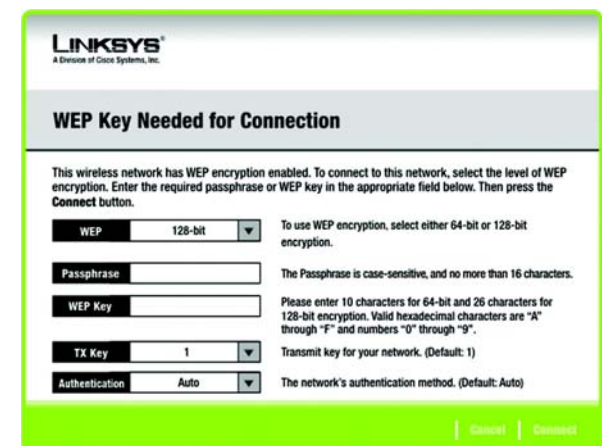 LINKSYS®
A Division of Cisco Systems, Inc.
WEP Key Needed for Connection
This wireless network has WEP encryption enabled. To connect to this network, select the level of WEP
encryption. Enter the required passphrase or WEP key in the appropriate field below. Then press the
Connect button.
WEP 128-bit
To use WEP encryption, select either 64-bit or 128-bit
encryption.
Passphrase
The Passphrase is case-sensitive, and no more than 16 characters.
WEP Key
Please enter 10 characters for 64-bit and 26 characters for
128-bit encryption. Valid hexadecimal characters are “A”
through “F” and numbers “0” through “9”.
TX Key 1
Transmit key for your network. (Default: 1)
Authentication Auto
The network's authentication method. (Default: Auto)
Cancel Connect